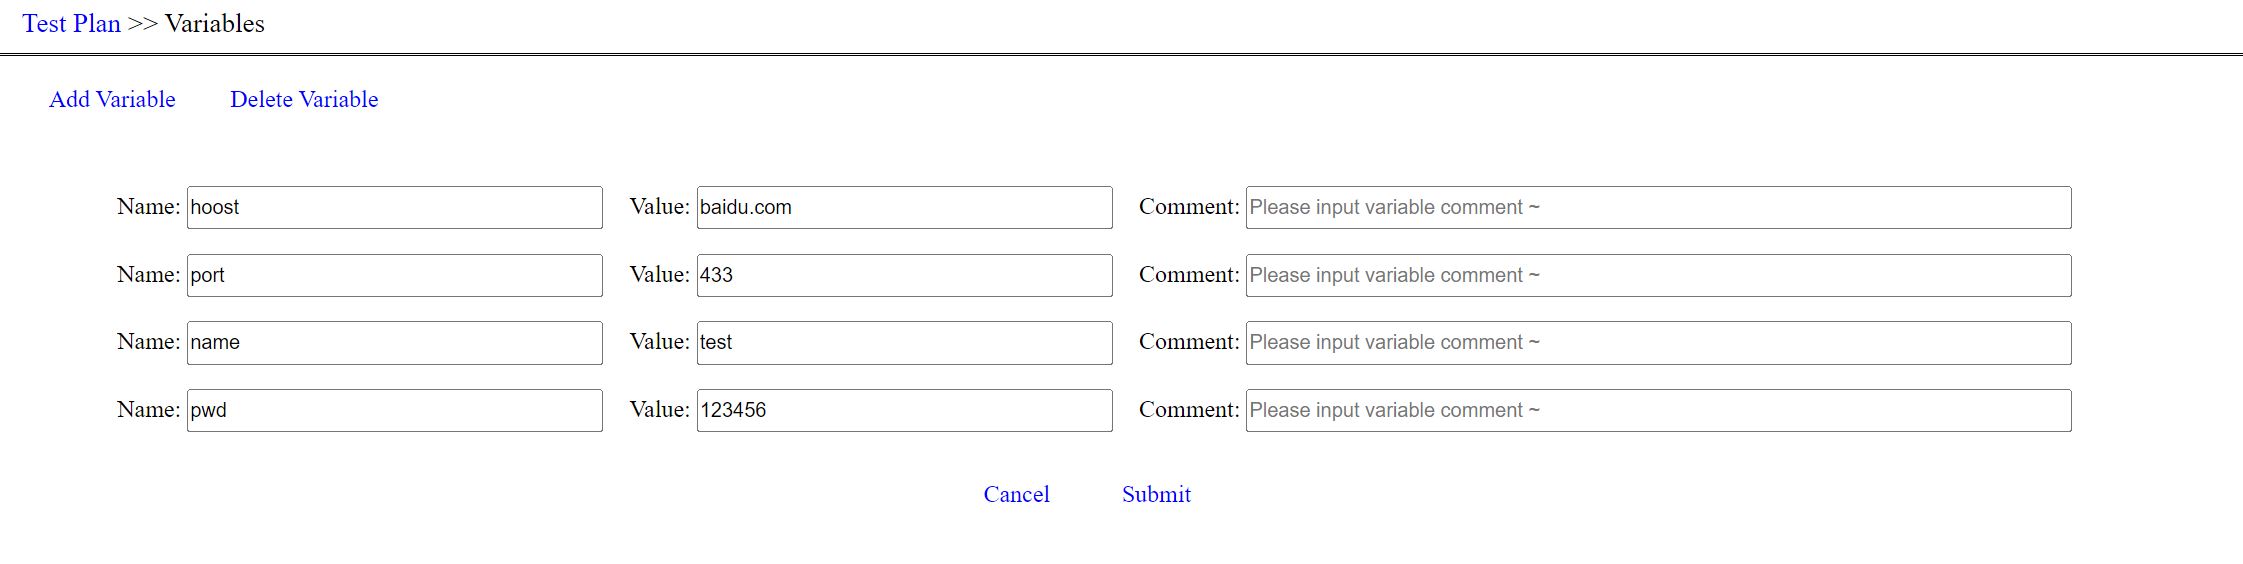 Test Plan >> Variables
Add Variable Delete Variable
Name: hoost Value: baidu.com Comment: Please input variable comment ~
Name: port Value: 433 Comment: Please input variable comment ~
Name: name Value: test Comment: Please input variable comment ~
Name: pwd Value: 123456 Comment: Please input variable comment ~
Cancel Submit